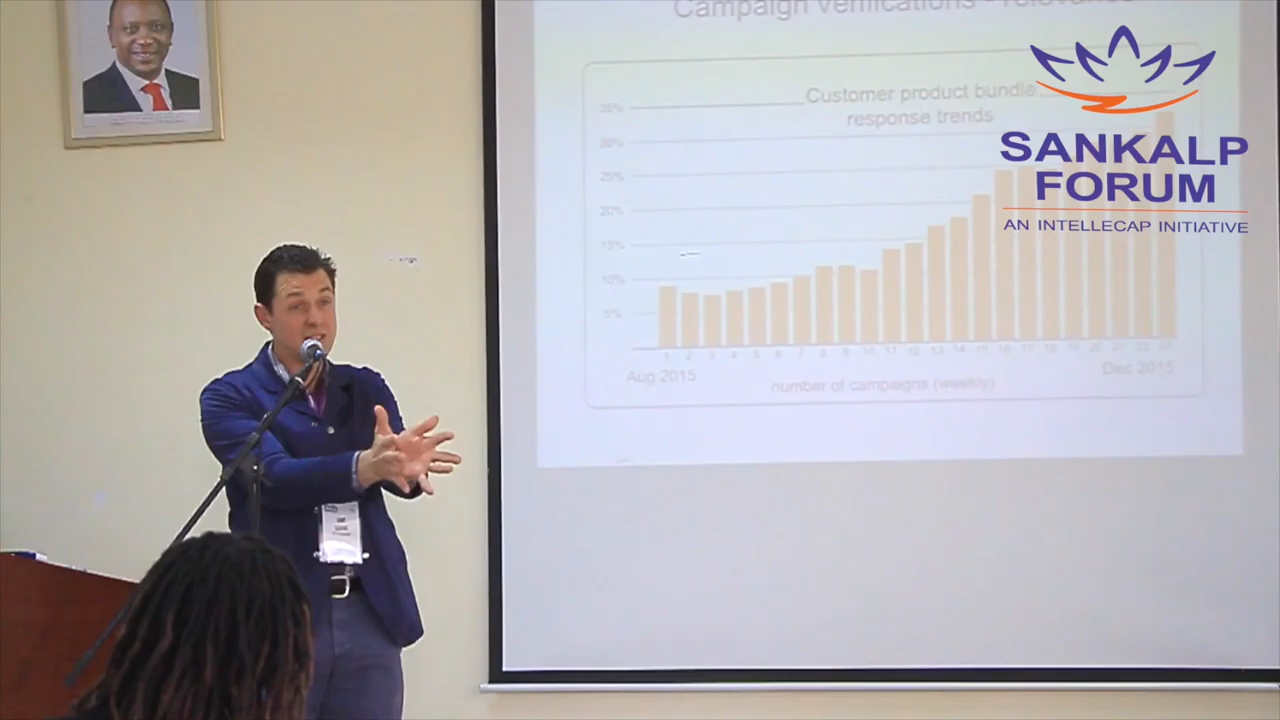 Campaign verifications - relevance
SANKALP
FORUM
AN INTELLECAP INITIATIVE
Customer product bundle
response trends
35%
30%
25%
20%
15%
10%
5%
1 2 3 4 5 6 7 8 9 10 11 12 13 14 15 16 17 18 19 20 21 22 23
Aug 2015
Dec 2015
number of campaigns (weekly)